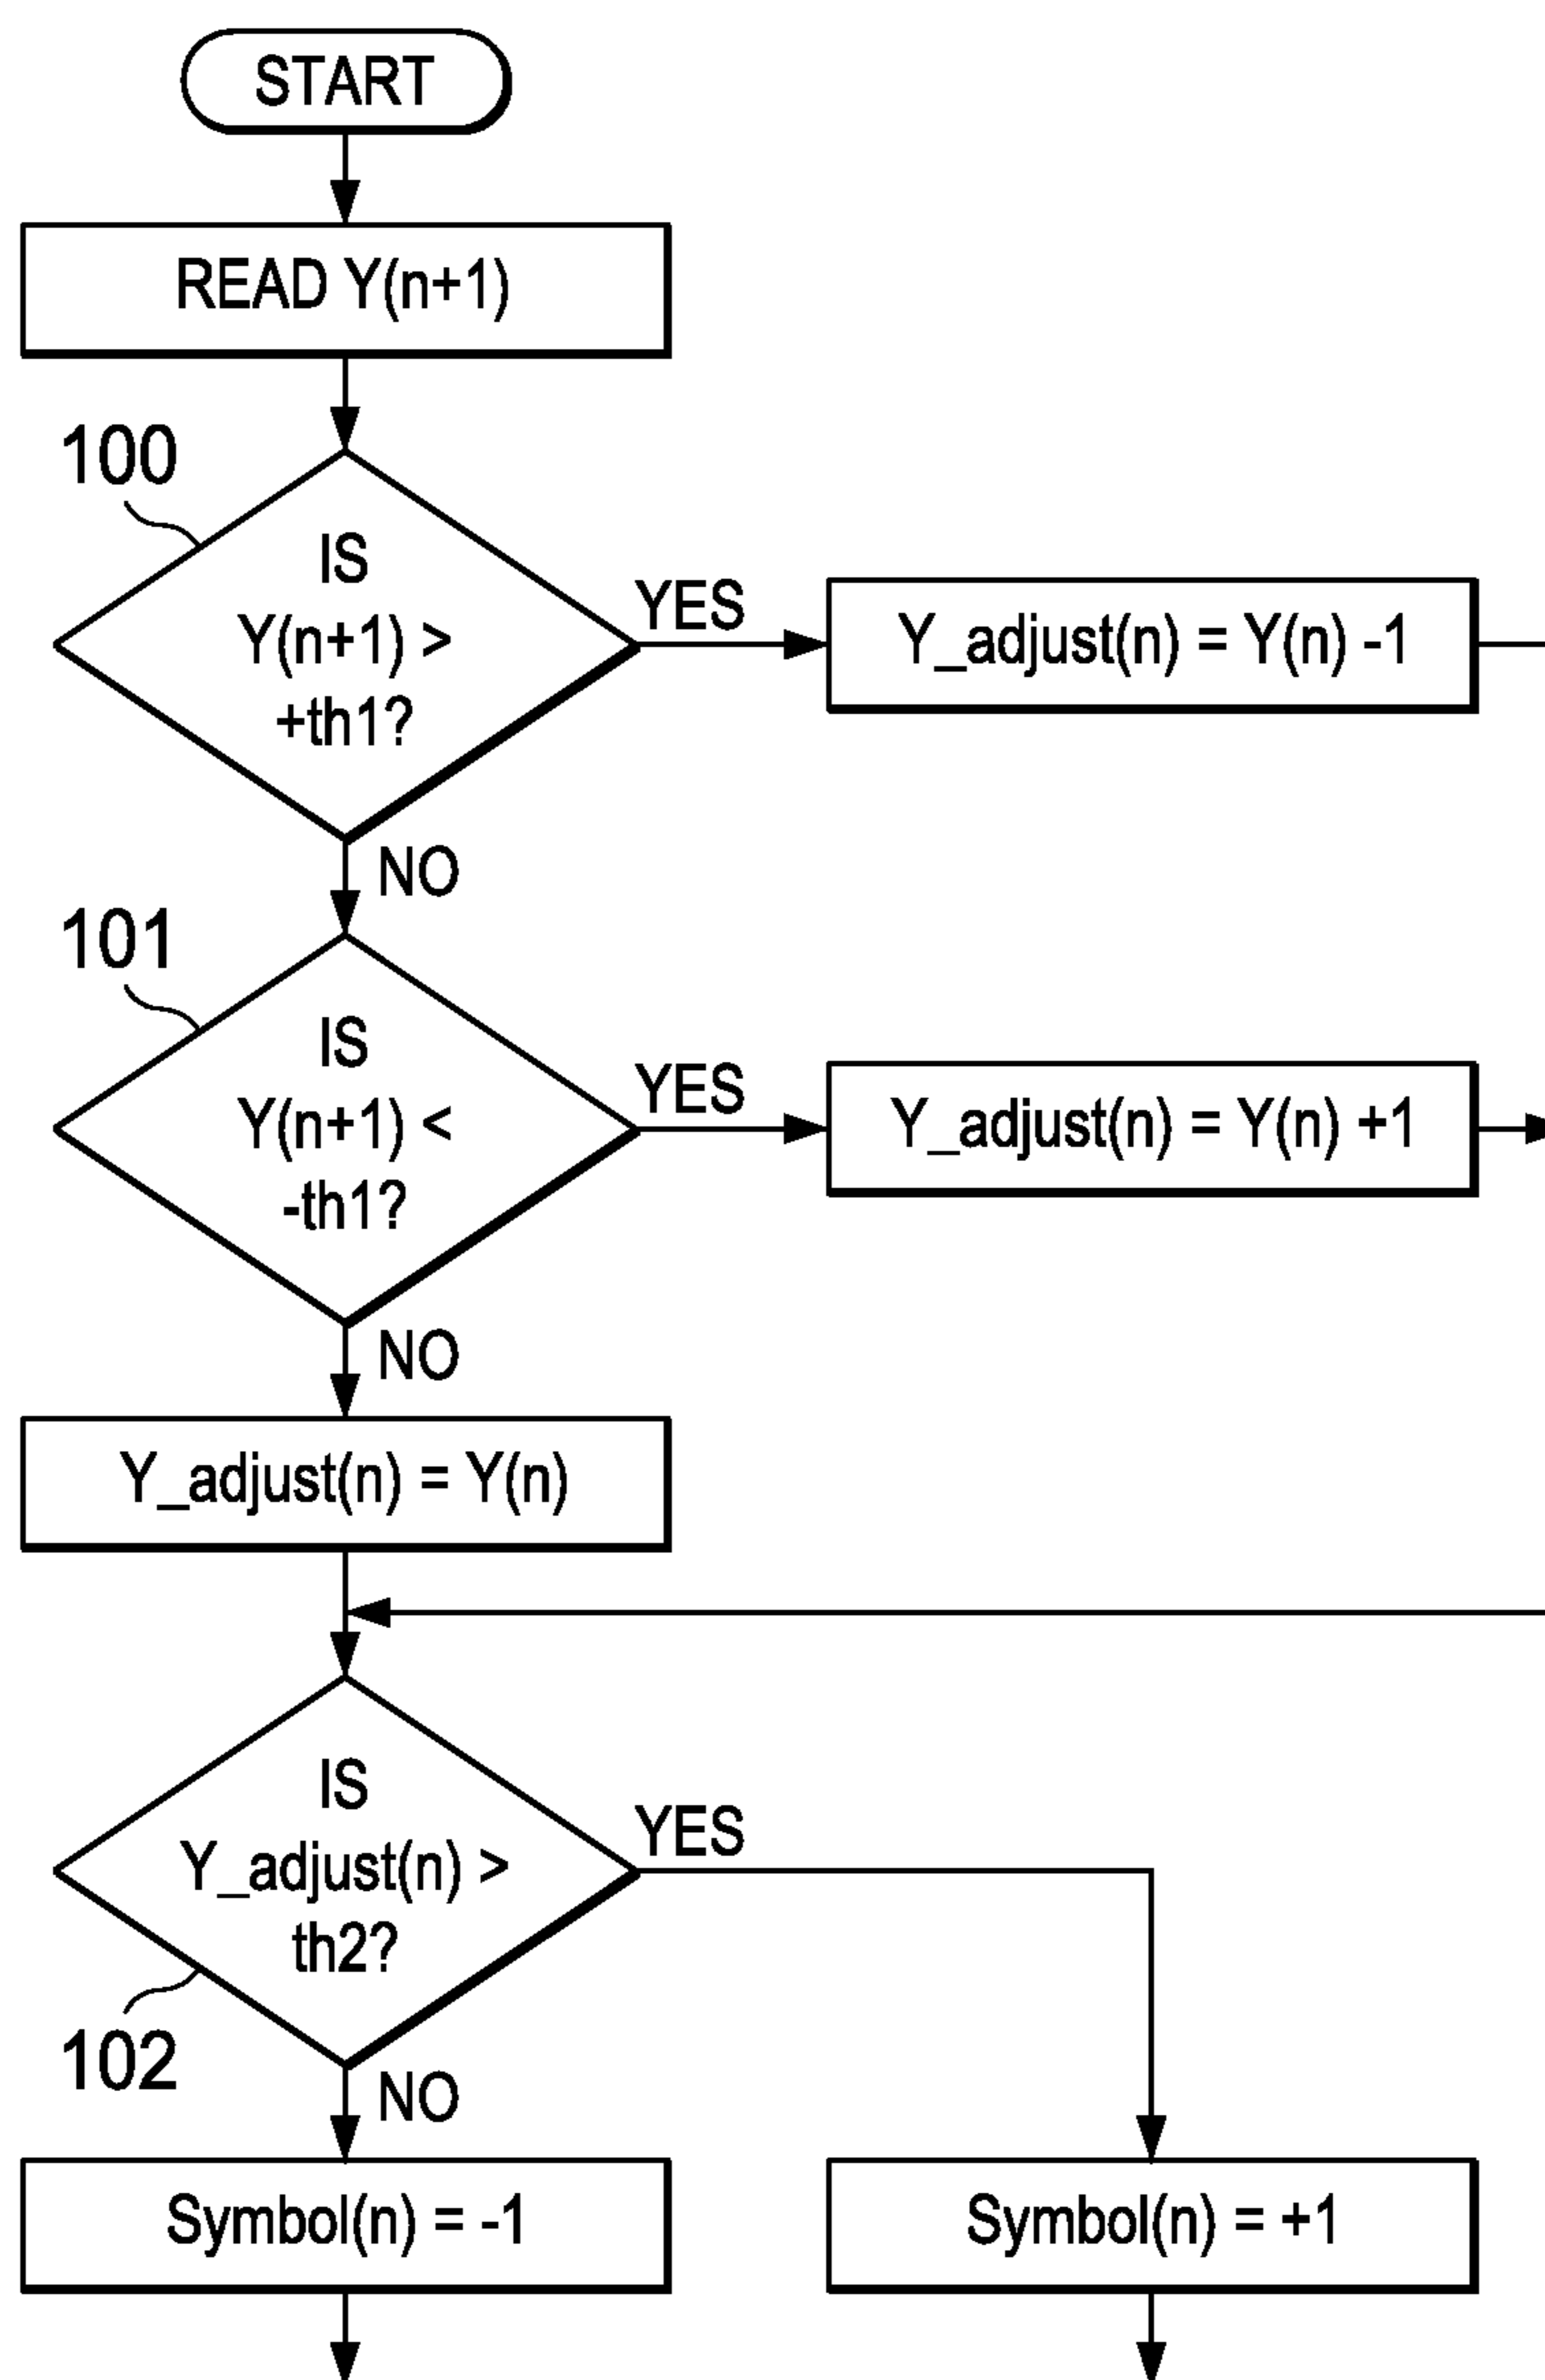 START
READ Y(n+1)
100
IS
Y(n+1) >
+th1?
YES
Y_adjust(n) = Y(n) -1
NO
101
IS
Y(n+1) <
-th1?
YES
Y_adjust(n) = Y(n) +1
NO
Y_adjust(n) = Y(n)
IS
Y_adjust(n) >
th2?
YES
102
NO
Symbol(n) = -1
Symbol(n) = +1